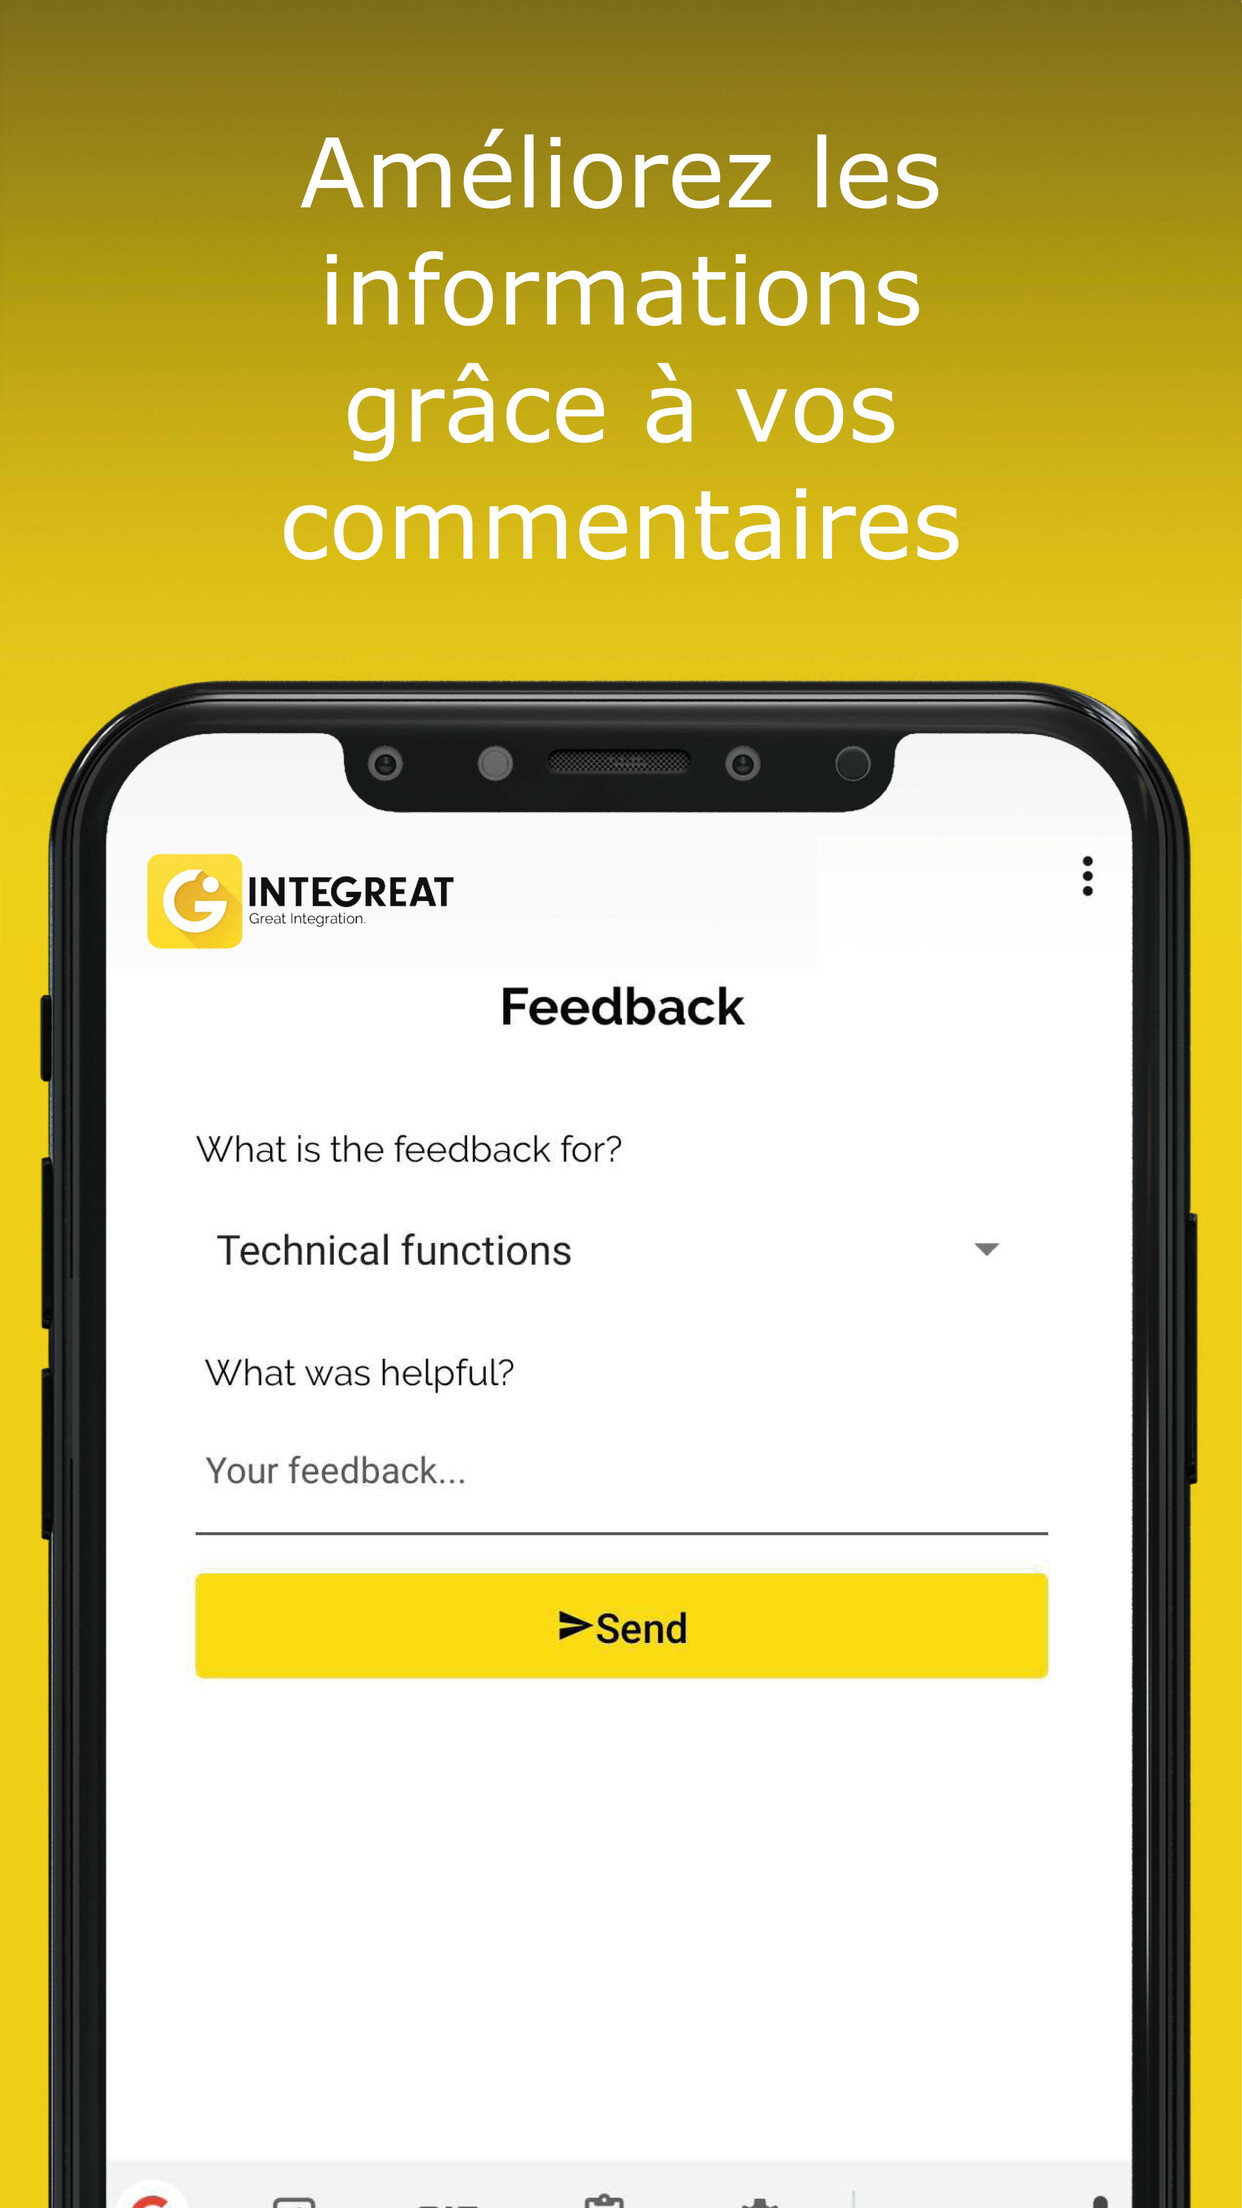 Améliorez les
informations
grâce à vos
commentaires
INTEGREAT
Great Integration.
Feedback
What is the feedback for?
Technical functions
What was helpful?
Your feedback...
Send